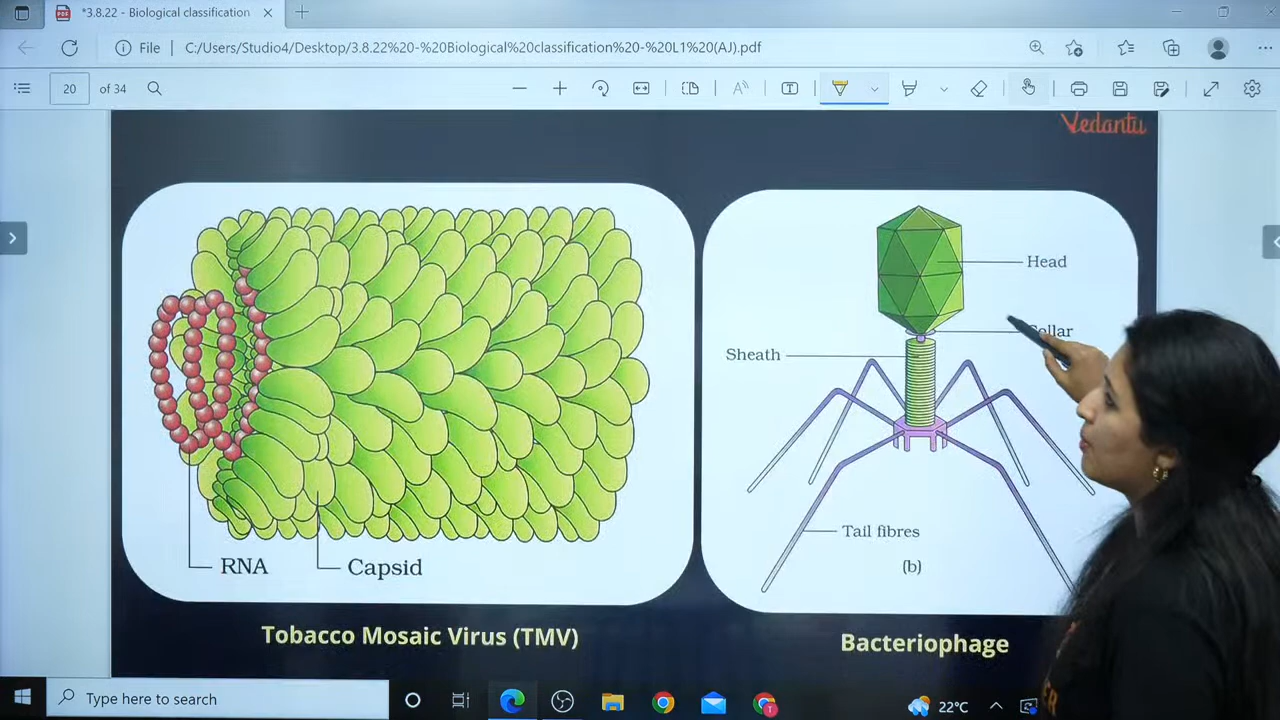 *3.8.22 - Biological classification
File
C:/Users/Studio4/Desktop/3.8.22%20-%20Biological%20classification%20-%20L1%20(AJ).pdf
20 of 34
Vedantu
Head
Collar
Sheath
Tail fibres
(b)
RNA
Capsid
Tobacco Mosaic Virus (TMV)
Bacteriophage
Type here to search
22°C